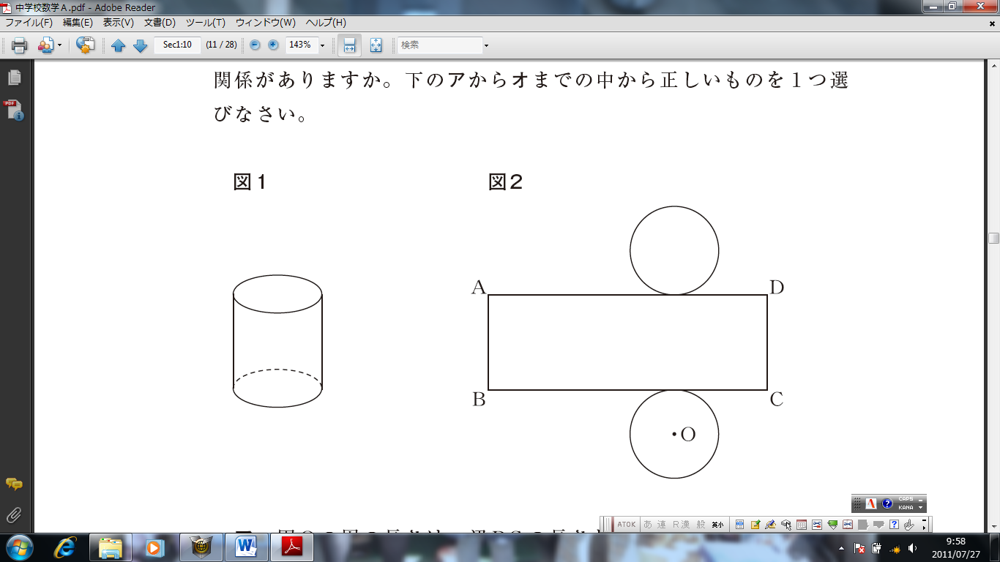 中学校数学A.pdf - Adobe Reader
ファイル(F) 編集(E) 表示(V) 文書(D) ツール(T) ウィンドウ(W) ヘルプ(H)
Sec1:10 (11 / 28) 143% 検索
関係がありますか。下のアからオまでの中から正しいものを１つ選
びなさい。
図１ 図２
A D
B C
O
CAPS
KANA
ATOK あ 連 R漢 般 英小
9:58
2011/07/27